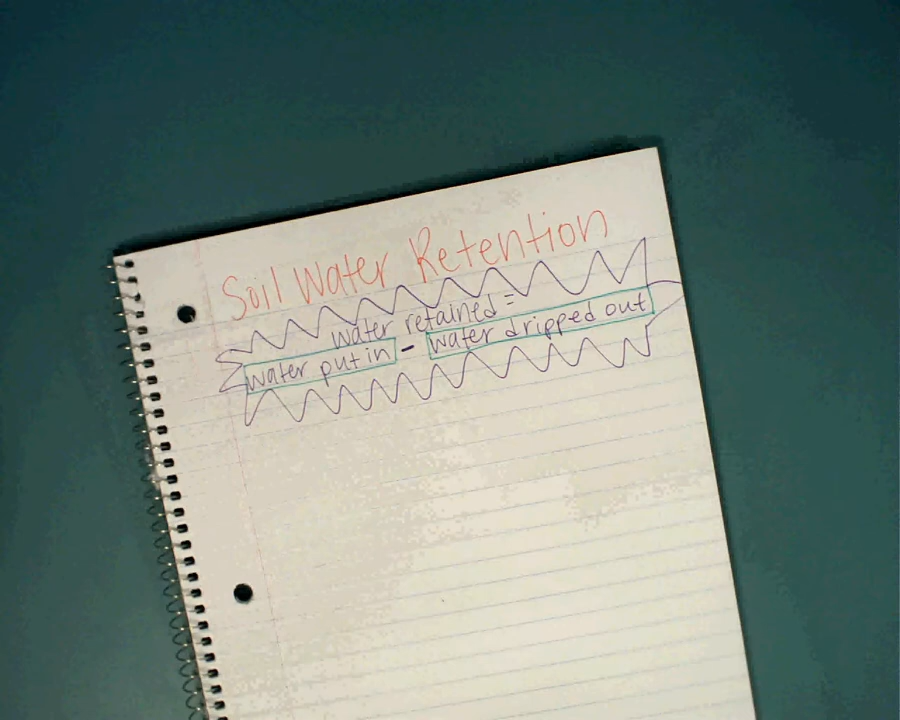 Soil Water Retention
water retained =
water put in - water dripped out